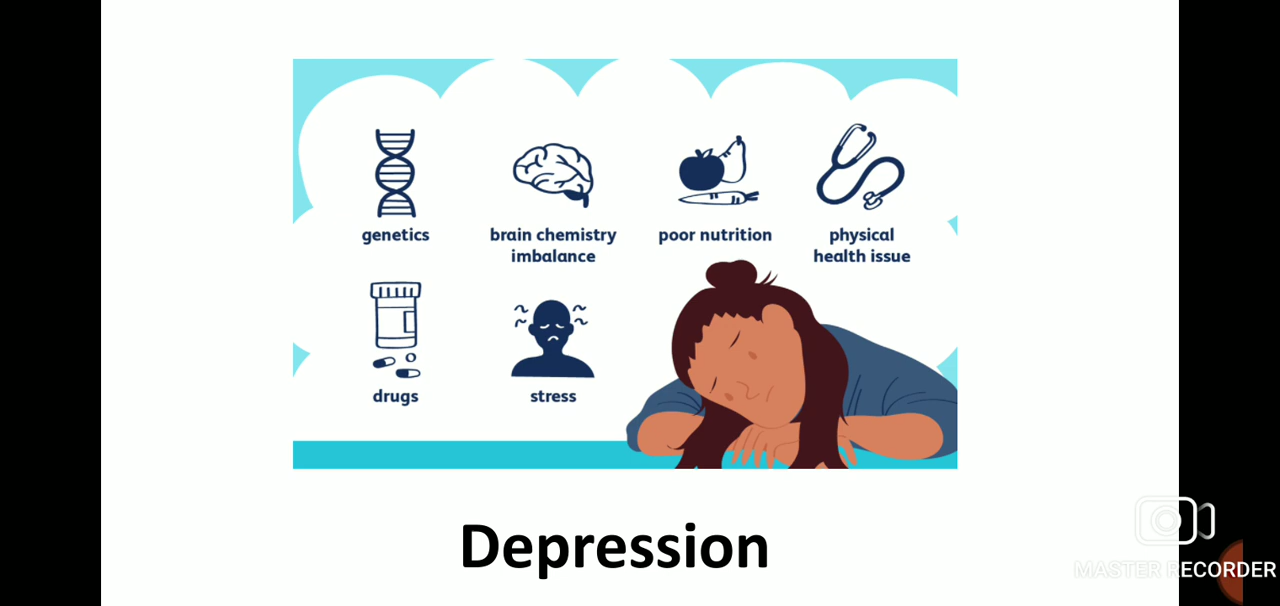 genetics
brain chemistry
imbalance
poor nutrition
physical
health issue
drugs
stress
Depression
MASTER RECORDER